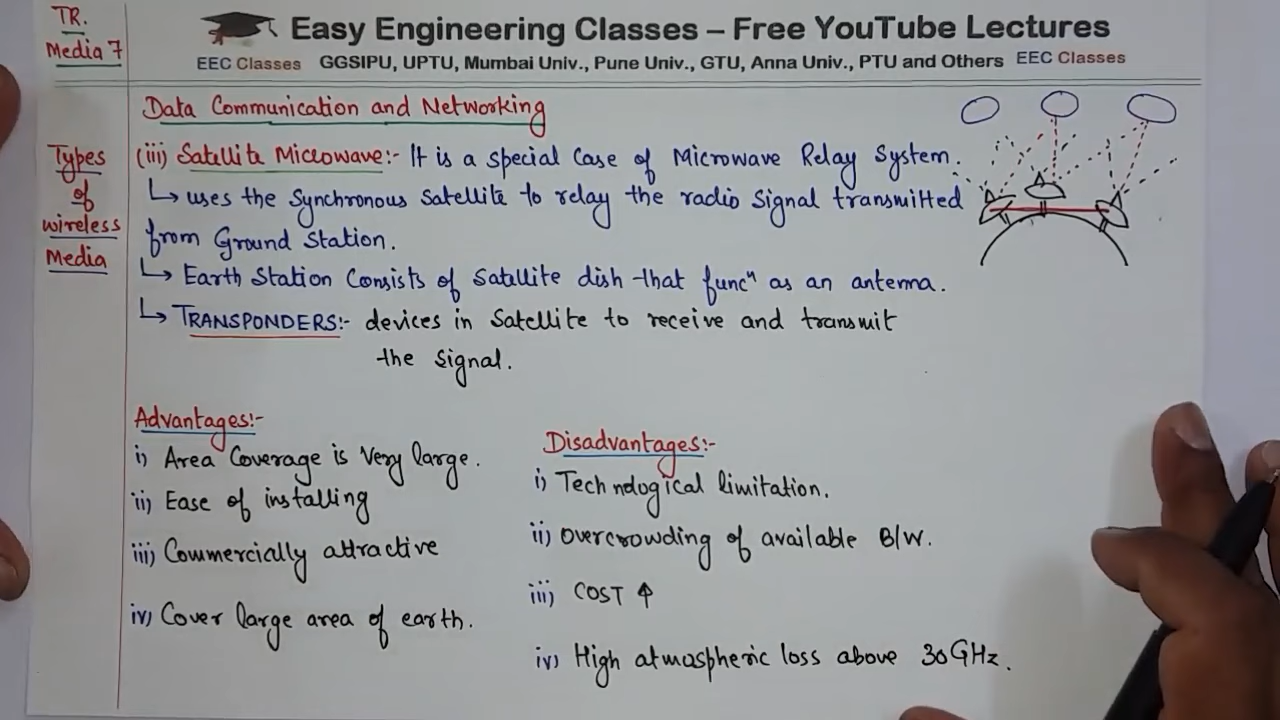 TR.
Media 7
Easy Engineering Classes – Free YouTube Lectures
EEC Classes GGSIPU, UPTU, Mumbai Univ., Pune Univ., GTU, Anna Univ., PTU and Others EEC Classes
Types
of
wireless
Media
Data Communication and Networking
(iii) Satellite Microwave:- It is a special case of Microwave Relay System.
↳ uses the Synchronous Satellite to relay the radio signal transmitted
from Ground Station.
↳ Earth Station Consists of Satellite dish that funcⁿ as an antenna.
↳ TRANSPONDERS:- devices in Satellite to receive and transmit
the signal.
Advantages:-
i) Area Coverage is Very large.
ii) Ease of installing
iii) Commercially attractive
iv) Cover large area of earth.
Disadvantages:-
i) Technological limitation.
ii) Overcrowding of available B/W.
iii) COST ↑
iv) High atmospheric loss above 30GHz.